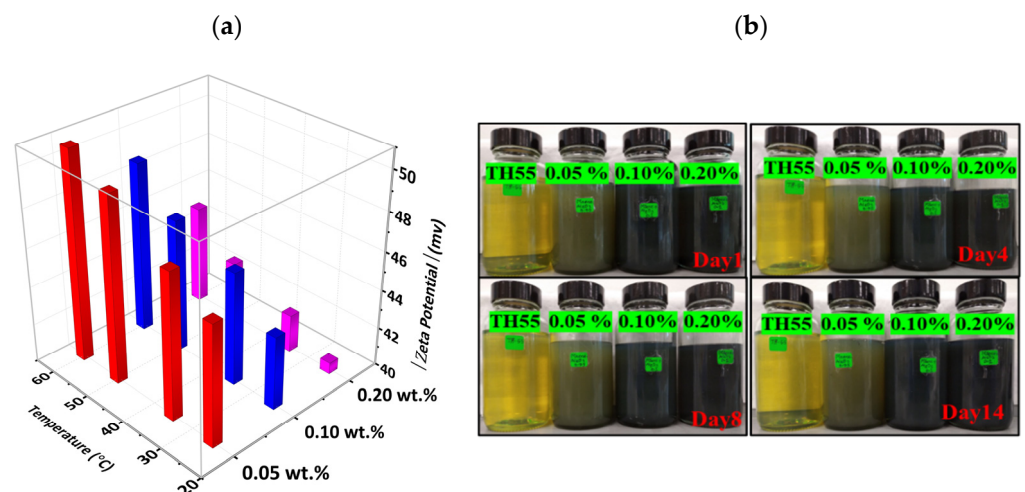 (a)
(b)
50
48
46
44
42
40
|Zeta Potential|(mv)
60
50
40
30
20
Temperature (°C)
0.20 wt.%
0.10 wt.%
0.05 wt.%
TH55 0.05 % 0.10% 0.20%
Day1
TH55 0.05 % 0.10% 0.20%
Day4
TH55 0.05 % 0.10% 0.20%
Day8
TH55 0.05 % 0.10% 0.20%
Day14